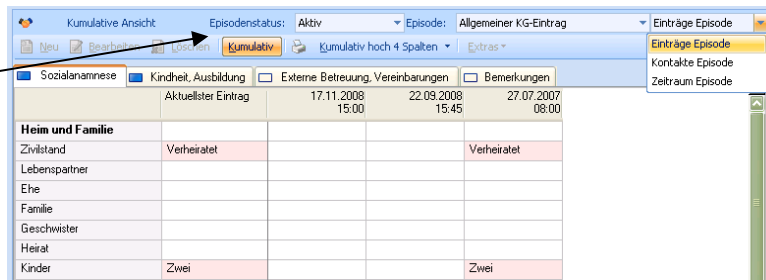 Kumulative Ansicht Episodenstatus: Aktiv Episode: Allgemeiner KG-Eintrag Einträge Episode
Neu Bearbeiten Löschen Kumulativ Kumulativ hoch 4 Spalten Extras
Einträge Episode
Kontakte Episode
Zeitraum Episode
Sozialanamnese Kindheit, Ausbildung Externe Betreuung, Vereinbarungen Bemerkungen
Aktuellster Eintrag 17.11.2008 22.09.2008 27.07.2007
15:00 15:45 08:00
Heim und Familie
Zivilstand Verheiratet Verheiratet
Lebenspartner
Ehe
Familie
Geschwister
Heirat
Kinder Zwei Zwei